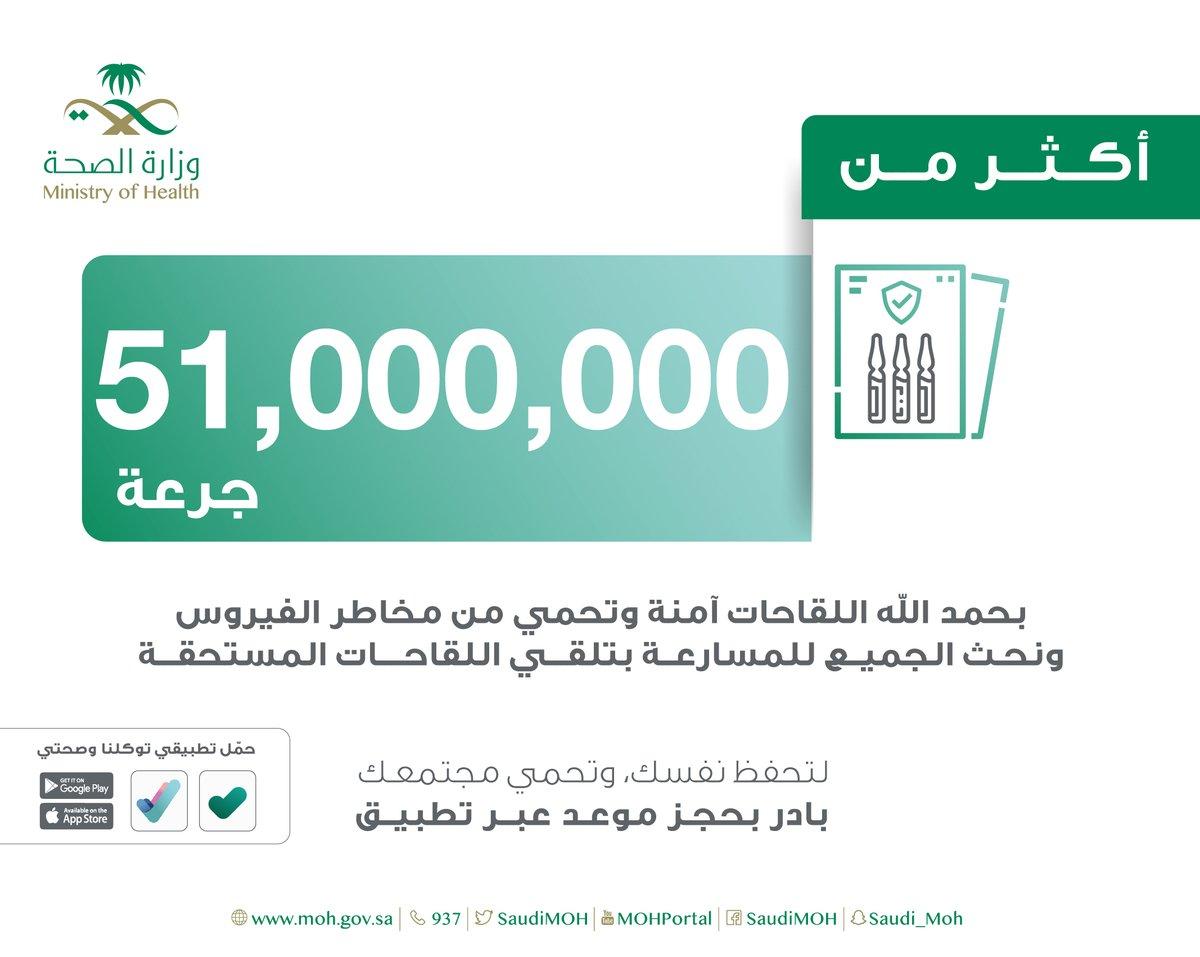 وزارة الصحة
Ministry of Health
أكثر من
51,000,000
جرعة
بحمد الله اللقاحات آمنة وتحمي من مخاطر الفيروس
ونحث الجميع للمسارعة بتلقي اللقاحات المستحقة
لتحفظ نفسك، وتحمي مجتمعك
بادر بحجز موعد عبر تطبيق
حمّل تطبيقي توكلنا وصحتي
GET IT ON
Google Play
Available on the
App Store
www.moh.gov.sa | 937 | SaudiMOH | MOHPortal | SaudiMOH | Saudi_Moh